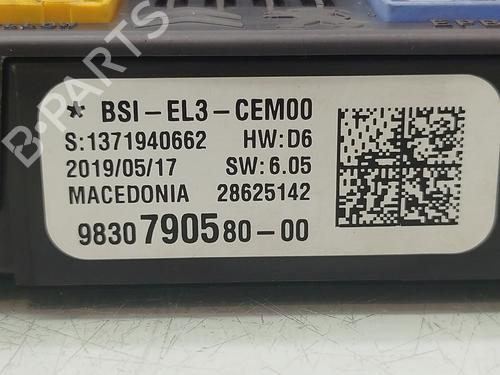 * BSI-EL3-CEM00
S:1371940662 HW:D6
2019/05/17 SW:6.05
MACEDONIA 28625142
9830790580-00
B-PARTS